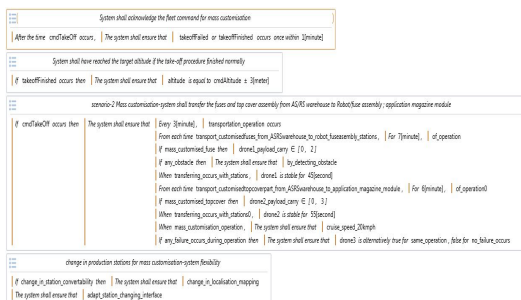 System shall acknowledge the fleet command for mass customisation
After the time cmdTakeOff occurs, The system shall ensure that takeoffFailed or takeoffFinished occurs once within 1[minute]
System shall have reached the target altitude if the take-off procedure finished normally
If takeoffFinished occurs then The system shall ensure that altitude is equal to cmdAltitude ± 3[meter]
scenario-2 Mass customisation-system shall transfer the fuses and top cover assembly from AS/RS warehouse to Robot/fuse assembly ; application magazine module
If cmdTakeOff occurs then The system shall ensure that Every 3[minute], transportation_operation occurs
From each time transport_customisedfuses_from_ASRSwarehouse_to_robot_fuseassembly_stations, For 7[minute], of_operation
If mass_customised_fuse then drone1_payload_carry ∈ [0, 2]
If any_obstacle then The system shall ensure that by_detecting_obstacle
When transferring_occurs_with_stations, drone1 is stable for 45[second]
From each time transport_customisedtopcoverpart_from_ASRSwarehouse_to_application_magazine_module, For 8[minute], of_operation0
If mass_customised_topcover then drone2_payload_carry ∈ [0, 3]
When transferring_occurs_with_stations0, drone2 is stable for 55[second]
When mass_customisation_operation, The system shall ensure that cruise_speed_20kmph
If any_failure_occurs_during_operation then The system shall ensure that drone3 is alternatively true for same_operation, false for no_failure_occurs
change in production stations for mass customisation-system flexibility
If change_in_station_convertability then The system shall ensure that change_in_localisation_mapping
The system shall ensure that adapt_station_changing_interface